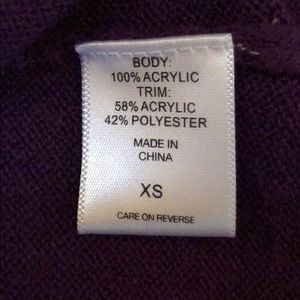 BODY:
100% ACRYLIC
TRIM:
58% ACRYLIC
42% POLYESTER
MADE IN
CHINA
XS
CARE ON REVERSE